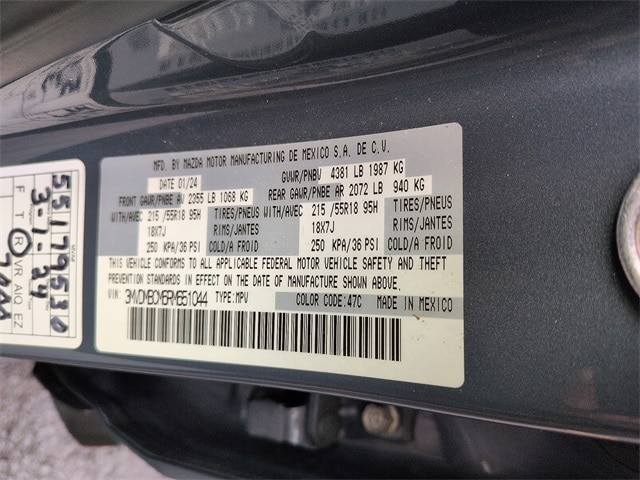 MFD. BY MAZDA MOTOR MANUFACTURING DE MEXICO S.A. DE C.V.
DATE 01/24 GVWR/PNBV 4381 LB 1987 KG
FRONT GAWR/PNBE AV 2355 LB 1068 KG REAR GAWR/PNBE AR 2072 LB 940 KG
WITH/AVEC 215 /55R18 95H TIRES/PNEUS WITH/AVEC 215 /55R18 95H TIRES/PNEUS
18X7J RIMS/JANTES 18X7J RIMS/JANTES
250 KPA/36 PSI COLD/A FROID 250 KPA/36 PSI COLD/A FROID
THIS VEHICLE CONFORMS TO ALL APPLICABLE FEDERAL MOTOR VEHICLE SAFETY AND THEFT
PREVENTION STANDARDS IN EFFECT ON THE DATE OF MANUFACTURE SHOWN ABOVE.
VIN: TYPE:MPV COLOR CODE:47C MADE IN MEXICO
551179530
3-1-24
F T R VR AIQ EZ